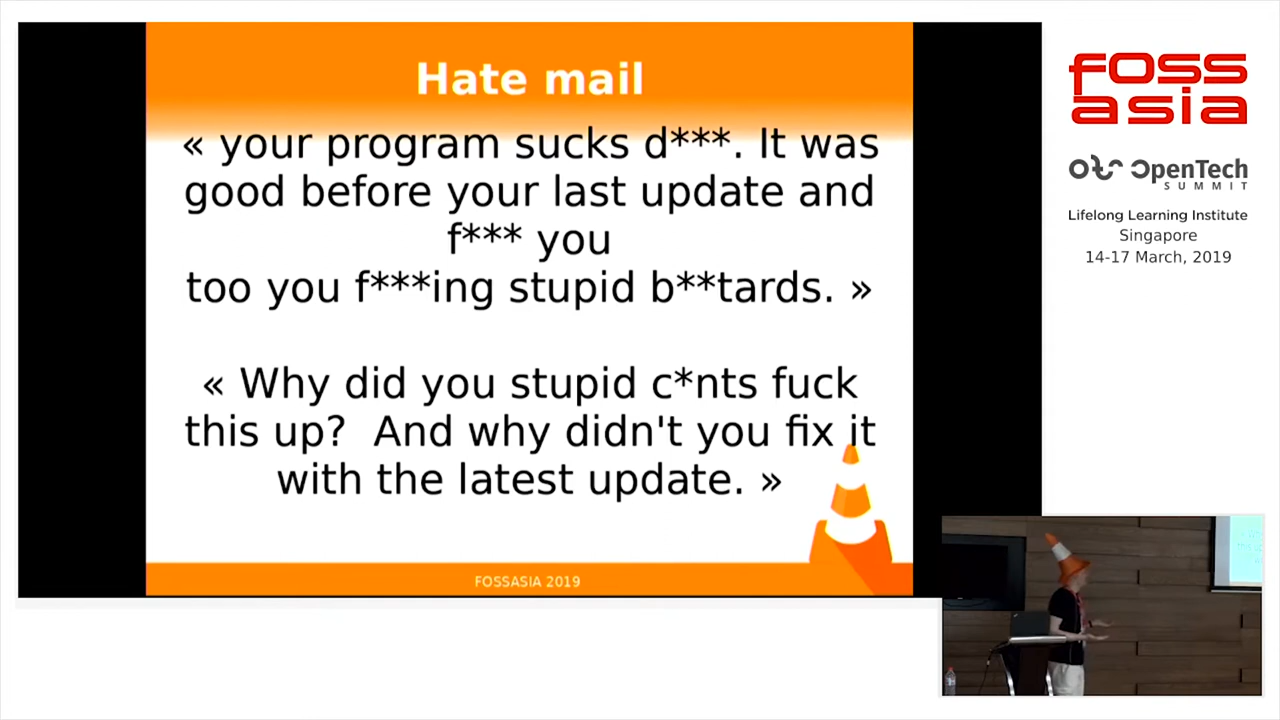 Hate mail
« your program sucks d***. It was
good before your last update and
f*** you
too you f***ing stupid b**tards. »
« Why did you stupid c*nts fuck
this up?  And why didn't you fix it
with the latest update. »
FOSSASIA 2019
foss
asia
OpenTech
SUMMIT
Lifelong Learning Institute
Singapore
14-17 March, 2019